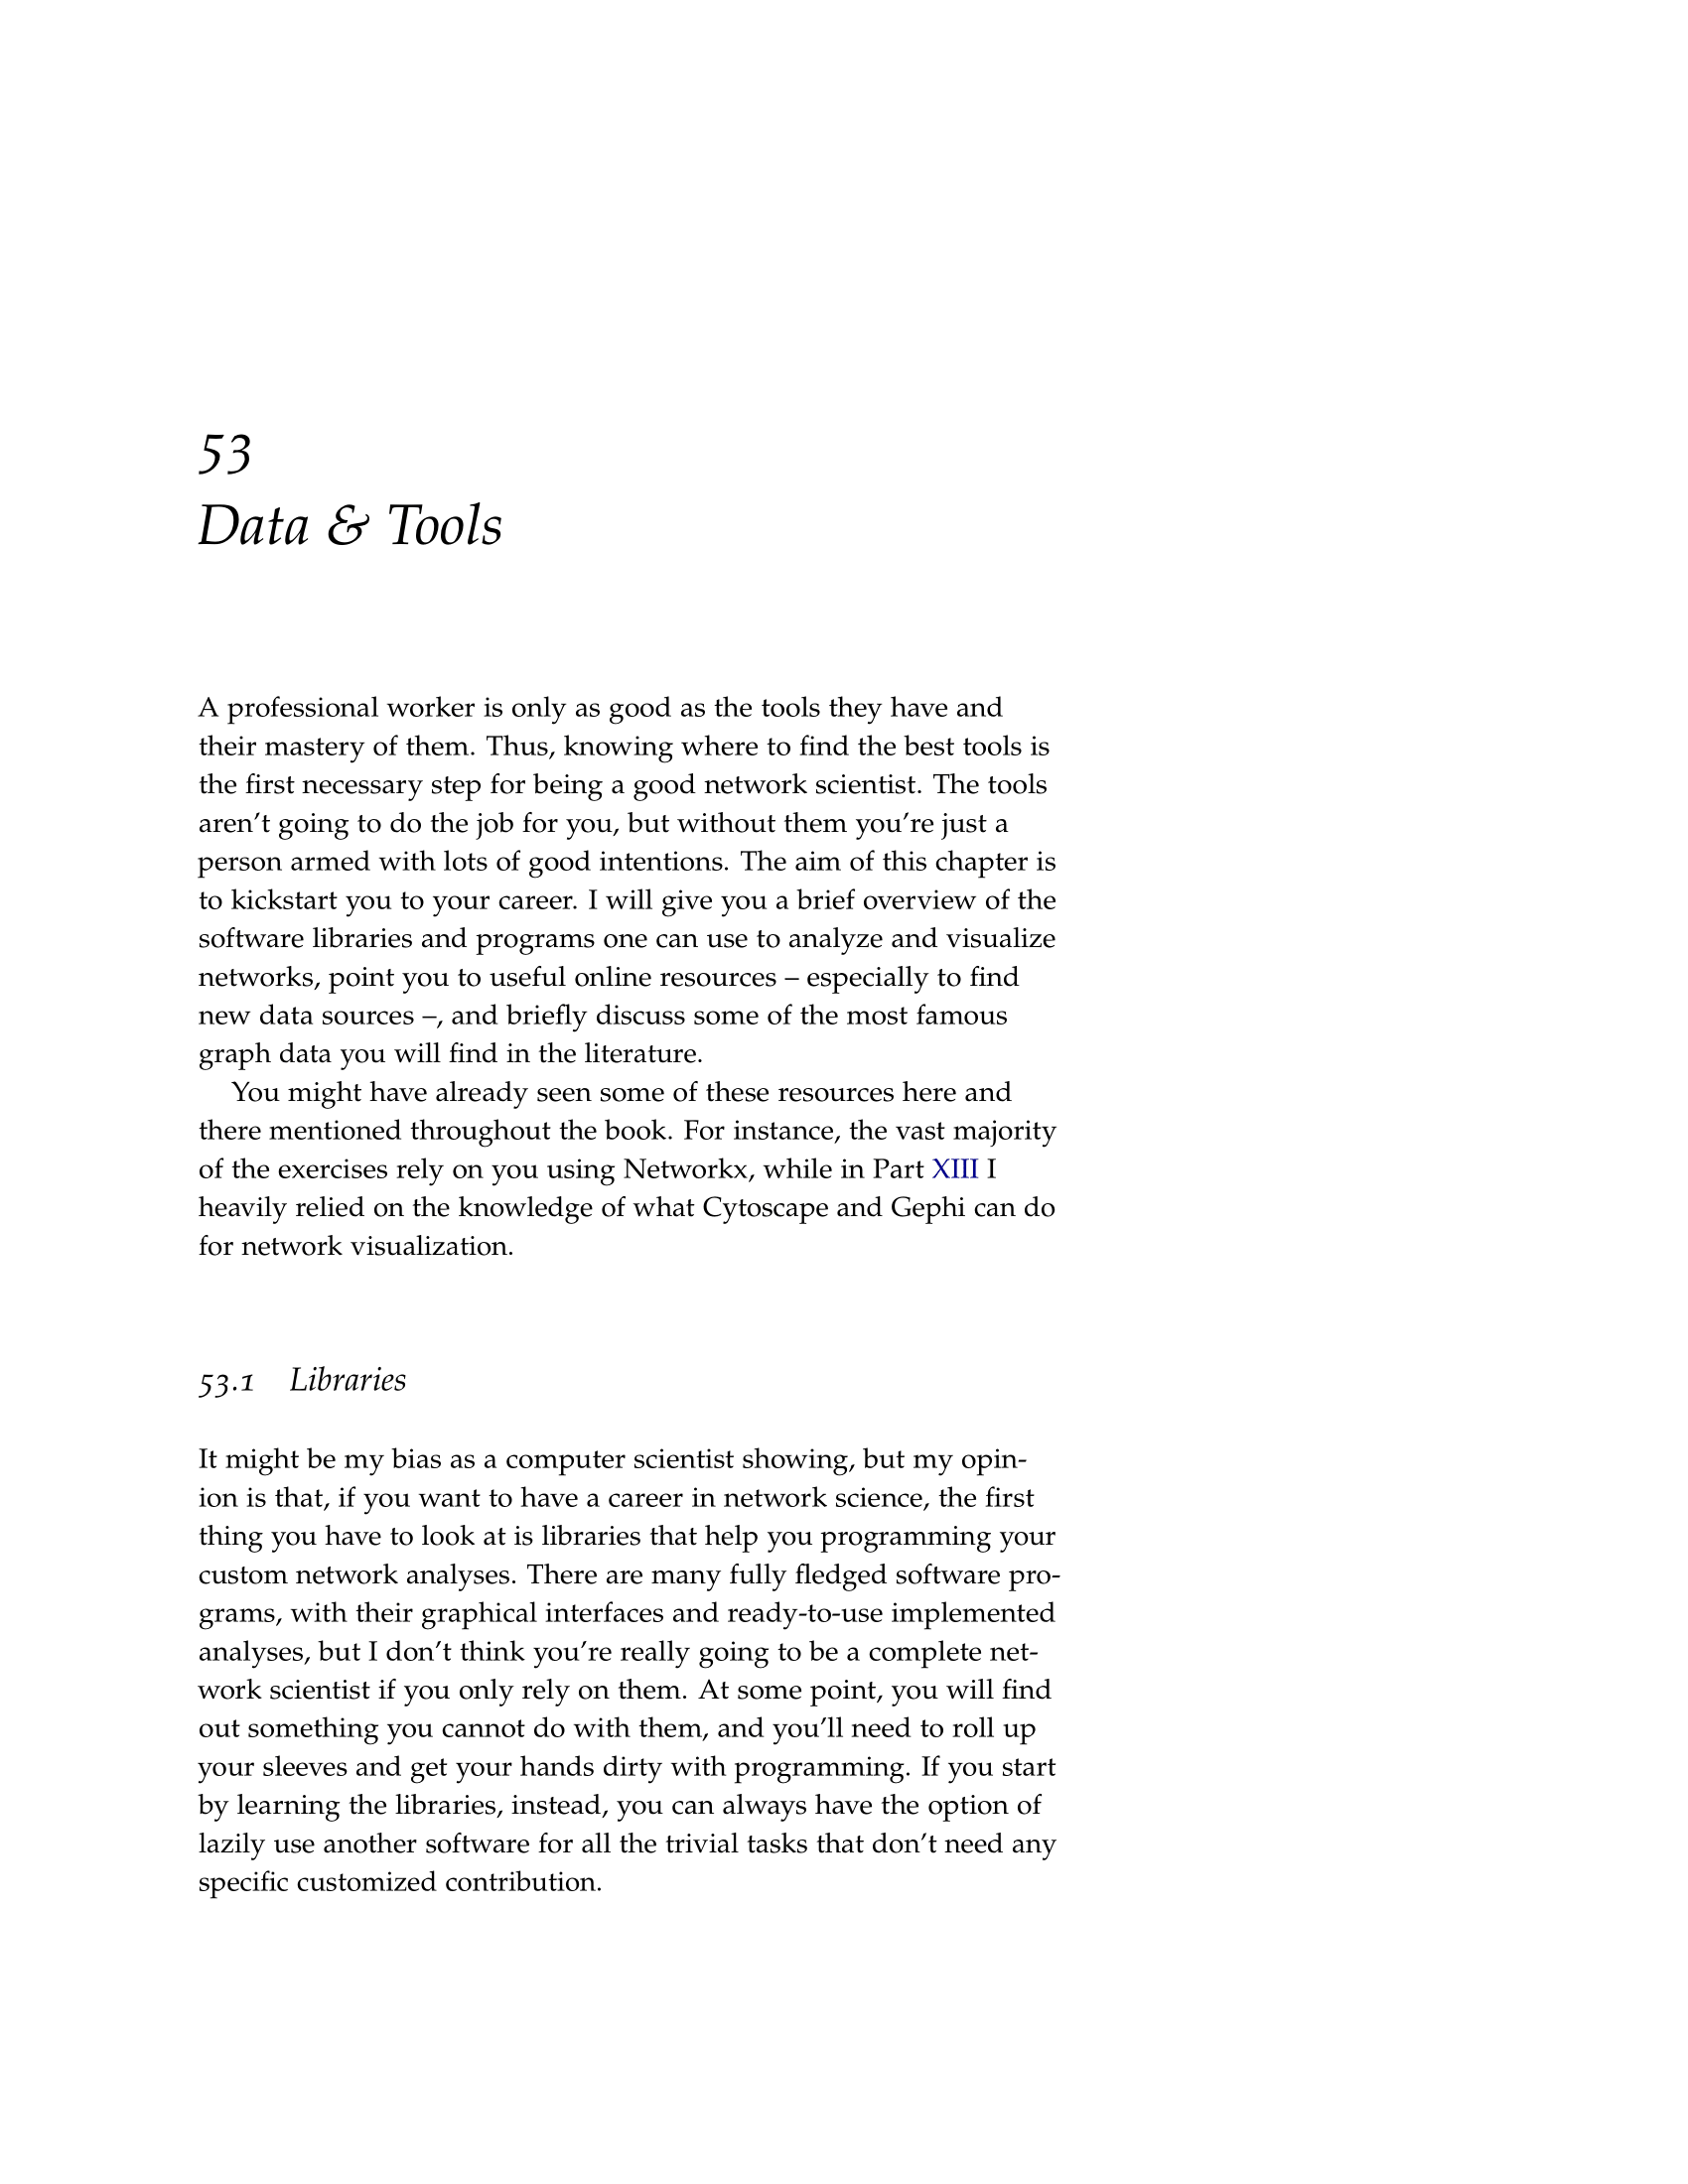 53
Data & Tools
A professional worker is only as good as the tools they have and
their mastery of them. Thus, knowing where to find the best tools is
the first necessary step for being a good network scientist. The tools
aren't going to do the job for you, but without them you're just a
person armed with lots of good intentions. The aim of this chapter is
to kickstart you to your career. I will give you a brief overview of the
software libraries and programs one can use to analyze and visualize
networks, point you to useful online resources – especially to find
new data sources –, and briefly discuss some of the most famous
graph data you will find in the literature.
You might have already seen some of these resources here and
there mentioned throughout the book. For instance, the vast majority
of the exercises rely on you using Networkx, while in Part XIII I
heavily relied on the knowledge of what Cytoscape and Gephi can do
for network visualization.
53.1 Libraries
It might be my bias as a computer scientist showing, but my opin-
ion is that, if you want to have a career in network science, the first
thing you have to look at is libraries that help you programming your
custom network analyses. There are many fully fledged software pro-
grams, with their graphical interfaces and ready-to-use implemented
analyses, but I don't think you're really going to be a complete net-
work scientist if you only rely on them. At some point, you will find
out something you cannot do with them, and you'll need to roll up
your sleeves and get your hands dirty with programming. If you start
by learning the libraries, instead, you can always have the option of
lazily use another software for all the trivial tasks that don't need any
specific customized contribution.